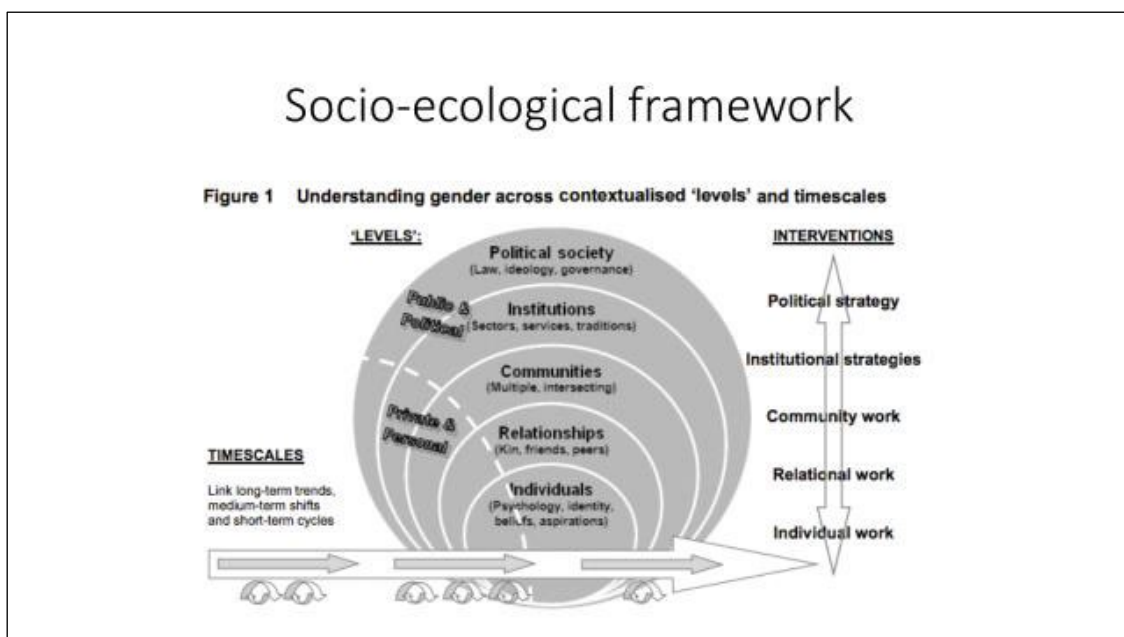 Socio-ecological framework
Figure 1 Understanding gender across contextualised ‘levels’ and timescales
‘LEVELS’:
Political society
(Law, ideology, governance)
Public &
Political
Institutions
(Sectors, services, traditions)
Communities
(Multiple, intersecting)
Private &
Personal
Relationships
(Kin, friends, peers)
Individuals
(Psychology, identity,
beliefs, aspirations)
INTERVENTIONS
Political strategy
Institutional strategies
Community work
Relational work
Individual work
TIMESCALES
Link long-term trends,
medium-term shifts
and short-term cycles